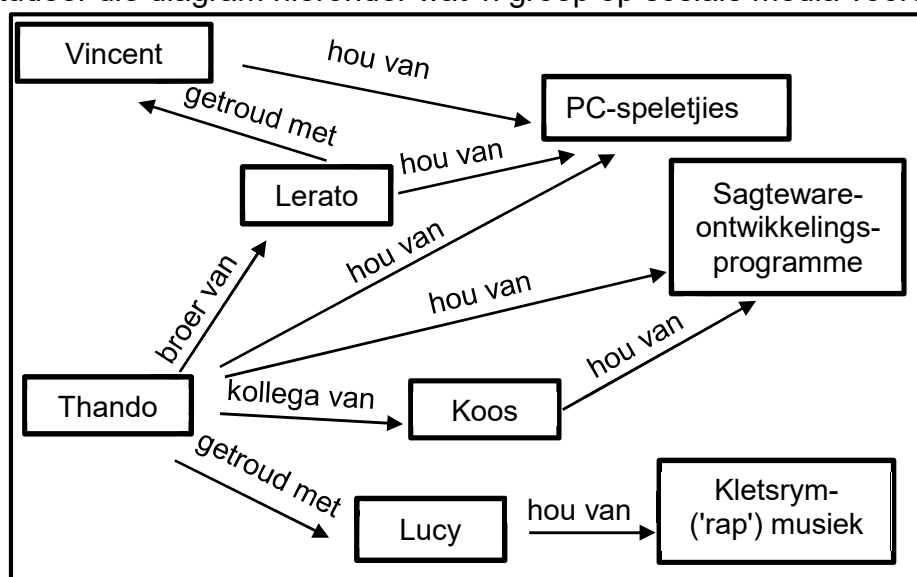 Vincent
hou van
PC-speletjies
getroud met
hou van
Lerato
Sagteware-
ontwikkelings-
programme
hou van
broer van
hou van
hou van
Thando
kollega van
Koos
getroud met
Lucy
hou van
Kletsrym-
('rap') musiek